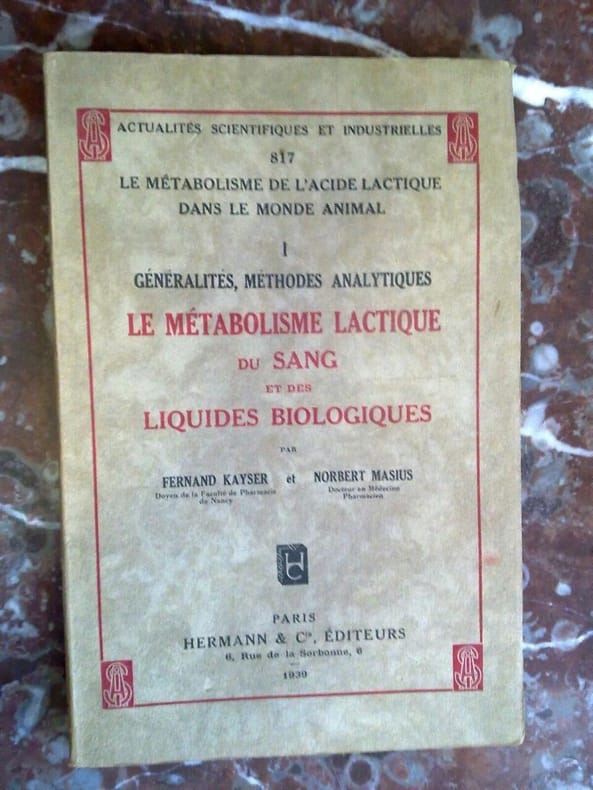 ACTUALITÉS SCIENTIFIQUES ET INDUSTRIELLES
817
LE MÉTABOLISME DE L'ACIDE LACTIQUE
DANS LE MONDE ANIMAL
I
GÉNÉRALITÉS, MÉTHODES ANALYTIQUES
LE MÉTABOLISME LACTIQUE
DU SANG
ET DES
LIQUIDES BIOLOGIQUES
PAR
FERNAND KAYSER et NORBERT MASIUS
Doyen de la Faculté de Pharmacie Docteur en Médecine
de Nancy Pharmacien
HC
PARIS
HERMANN & Cie, ÉDITEURS
6, Rue de la Sorbonne, 6
1939